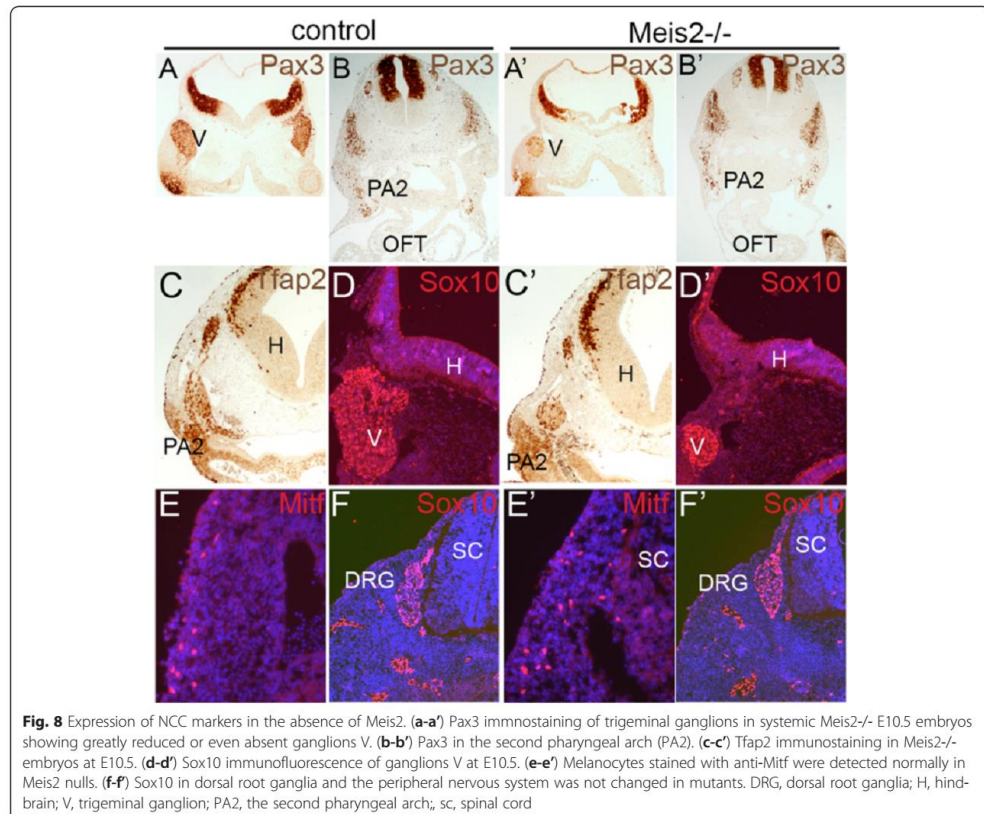 control
Meis2-/-
A Pax3 B Pax3 A' Pax3 B' Pax3
V V
PA2 PA2
OFT OFT
C Tfap2 D Sox10 C' Tfap2 D' Sox10
H H H H
V V
PA2 PA2
E Mitf F Sox10 E' Mitf F' Sox10
SC SC SC
DRG DRG
Fig. 8 Expression of NCC markers in the absence of Meis2. (a-a') Pax3 immnostaining of trigeminal ganglions in systemic Meis2-/- E10.5 embryos
showing greatly reduced or even absent ganglions V. (b-b') Pax3 in the second pharyngeal arch (PA2). (c-c') Tfap2 immunostaining in Meis2-/-
embryos at E10.5. (d-d') Sox10 immunofluorescence of ganglions V at E10.5. (e-e') Melanocytes stained with anti-Mitf were detected normally in
Meis2 nulls. (f-f') Sox10 in dorsal root ganglia and the peripheral nervous system was not changed in mutants. DRG, dorsal root ganglia; H, hind-
brain; V, trigeminal ganglion; PA2, the second pharyngeal arch;, sc, spinal cord